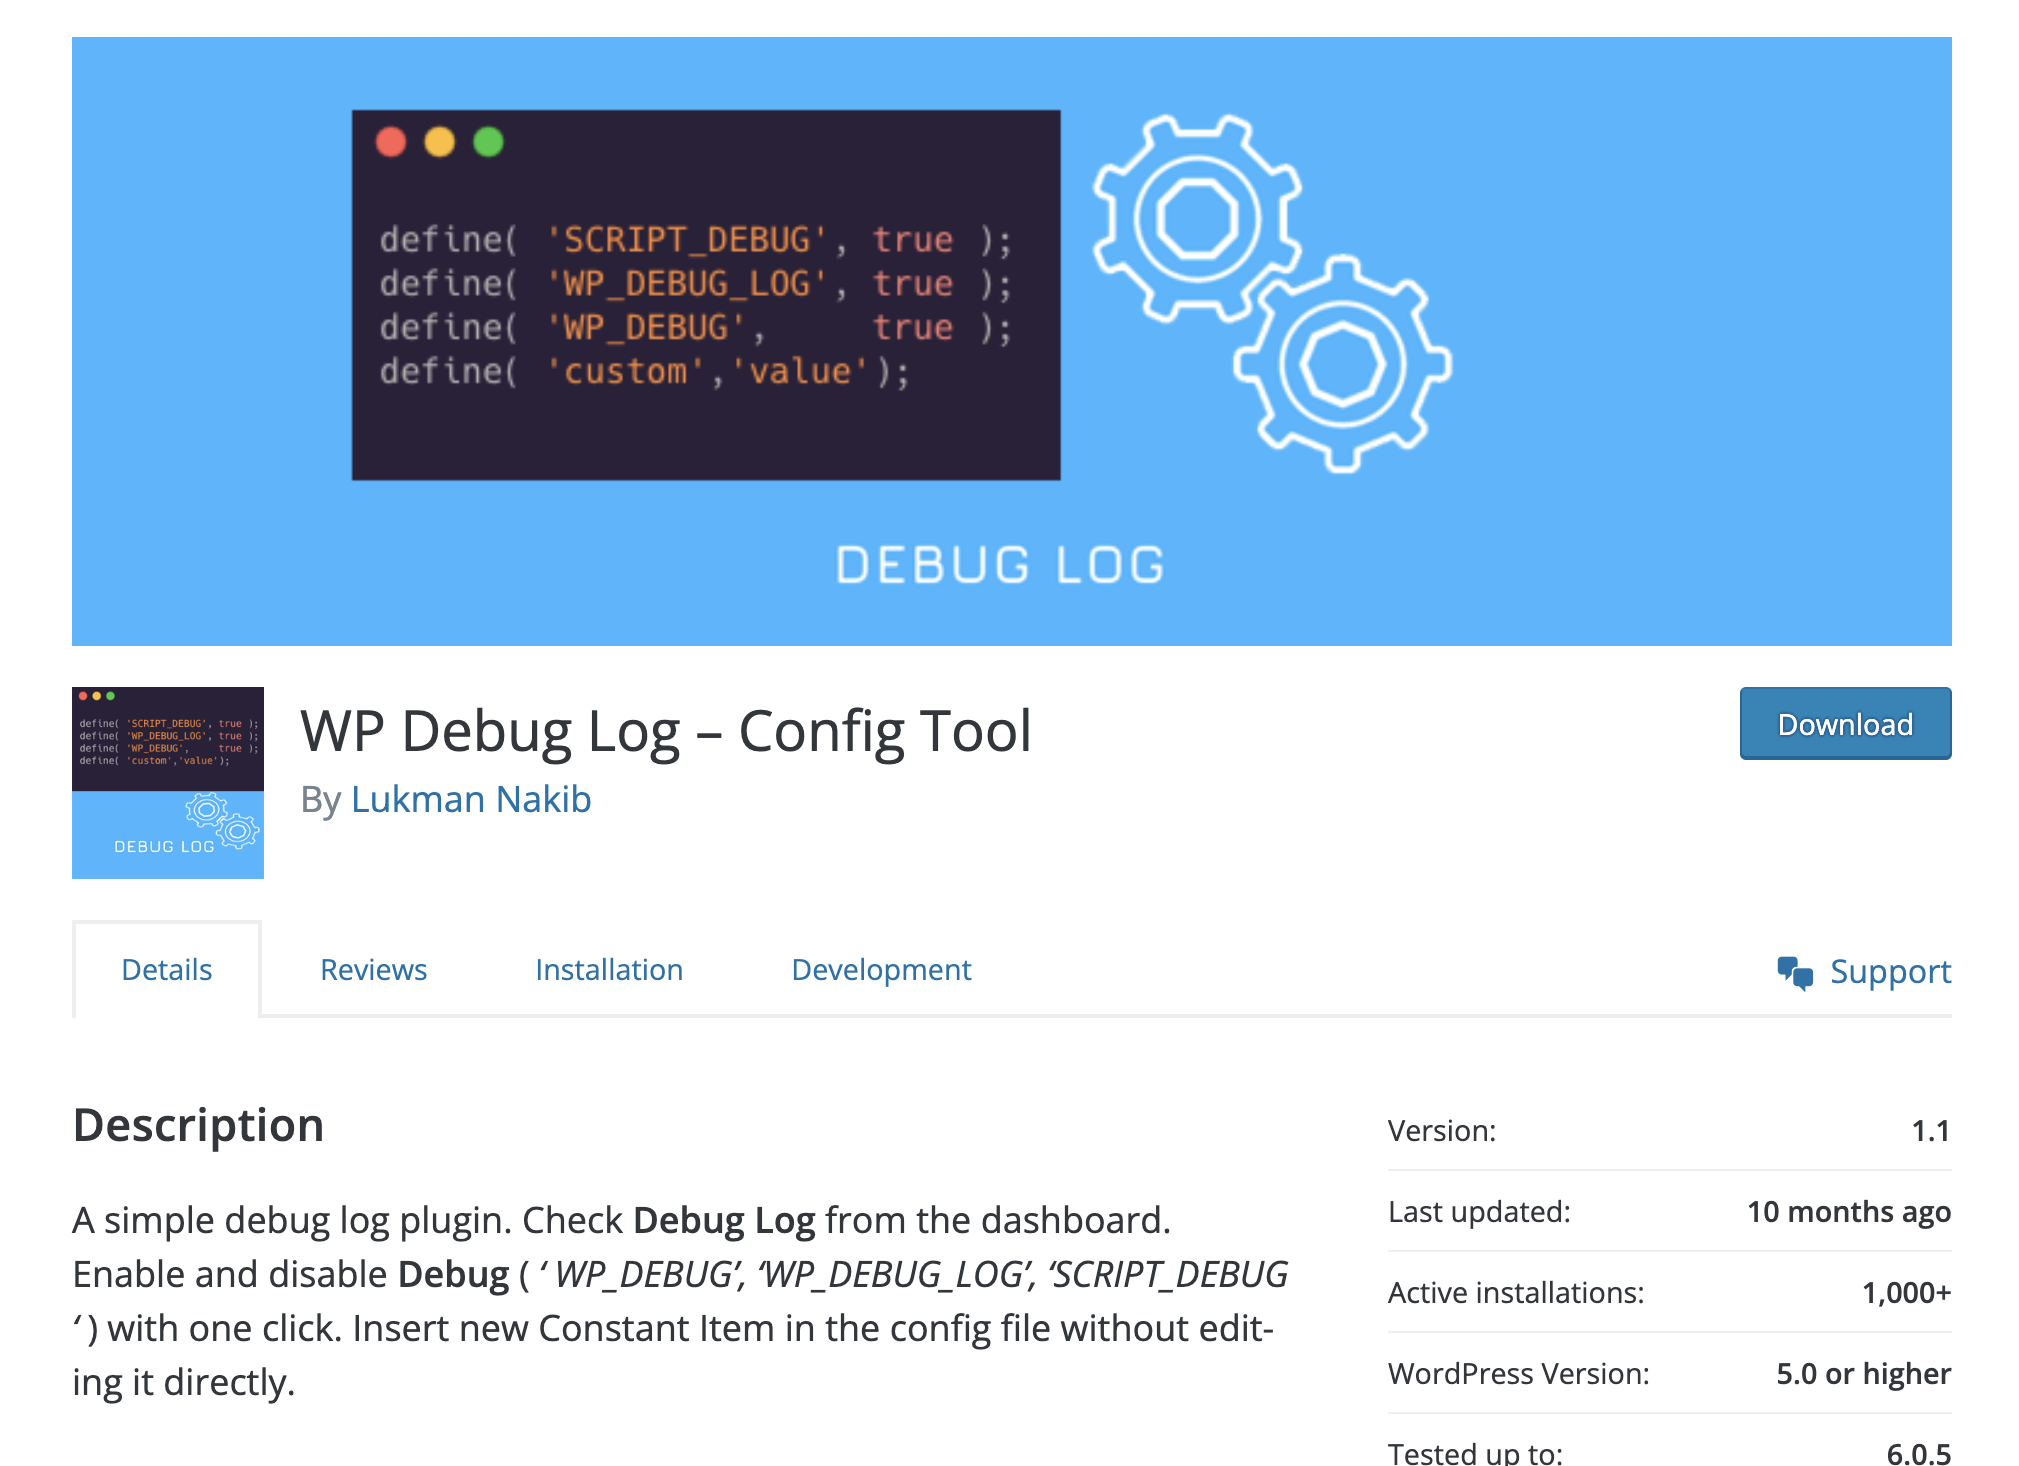 define( 'SCRIPT_DEBUG', true );
define( 'WP_DEBUG_LOG', true );
define( 'WP_DEBUG',     true );
define( 'custom','value');
DEBUG LOG
define( 'SCRIPT_DEBUG', true );
define( 'WP_DEBUG_LOG', true );
define( 'WP_DEBUG',     true );
define( 'custom','value');
DEBUG LOG
WP Debug Log – Config Tool
By Lukman Nakib
Download
Details
Reviews
Installation
Development
Support
Description
A simple debug log plugin. Check Debug Log from the dashboard.
Enable and disable Debug ( ‘ WP_DEBUG’, ‘WP_DEBUG_LOG’, ‘SCRIPT_DEBUG
‘ ) with one click. Insert new Constant Item in the config file without edit-
ing it directly.
Version: 1.1
Last updated: 10 months ago
Active installations: 1,000+
WordPress Version: 5.0 or higher
Tested up to: 6.0.5